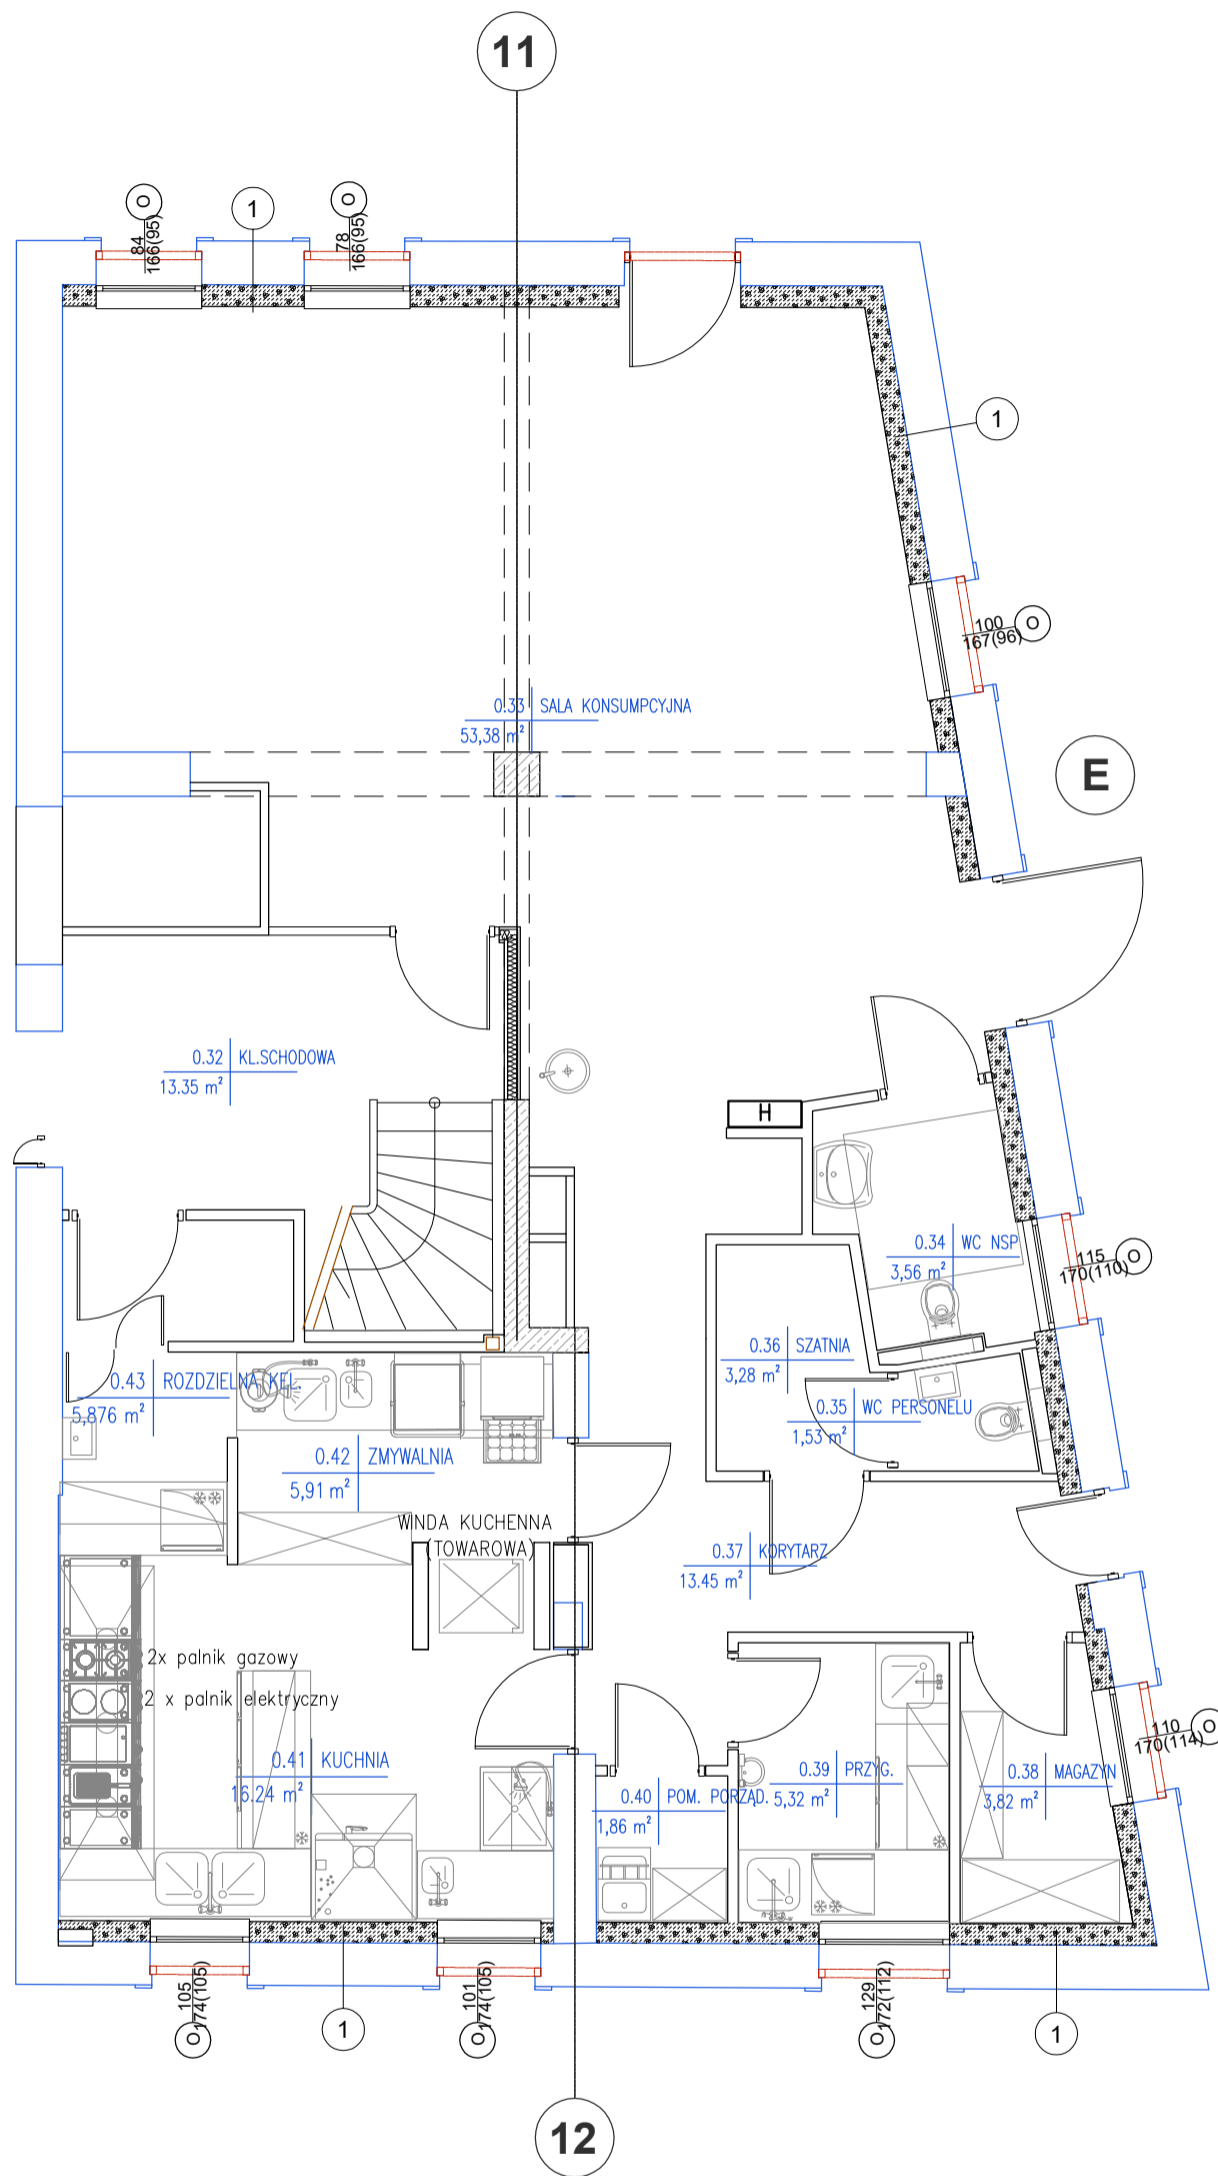 11
O
84
166(95)
1
O
78
166(95)
1
100
167(96)
O
0.33 SALA KONSUMPCYJNA
53,38 m²
E
0.32 KL.SCHODOWA
13.35 m²
H
0.34 WC NSP
3,56 m²
115
170(110)
O
0.36 SZATNIA
3,28 m²
0.43 ROZDZIELNA KEL.
5,876 m²
0.35 WC PERSONELU
1,53 m²
0.42 ZMYWALNIA
5,91 m²
WINDA KUCHENNA
(TOWAROWA)
0.37 KORYTARZ
13.45 m²
2x palnik gazowy
2 x palnik elektryczny
110
170(114)
O
0.41 KUCHNIA
16.24 m²
0.40 POM. PORZĄD.
1,86 m²
0.39 PRZYG.
5,32 m²
0.38 MAGAZYN
3,82 m²
105
174(105)
O
1
101
174(105)
O
129
172(112)
O
1
12